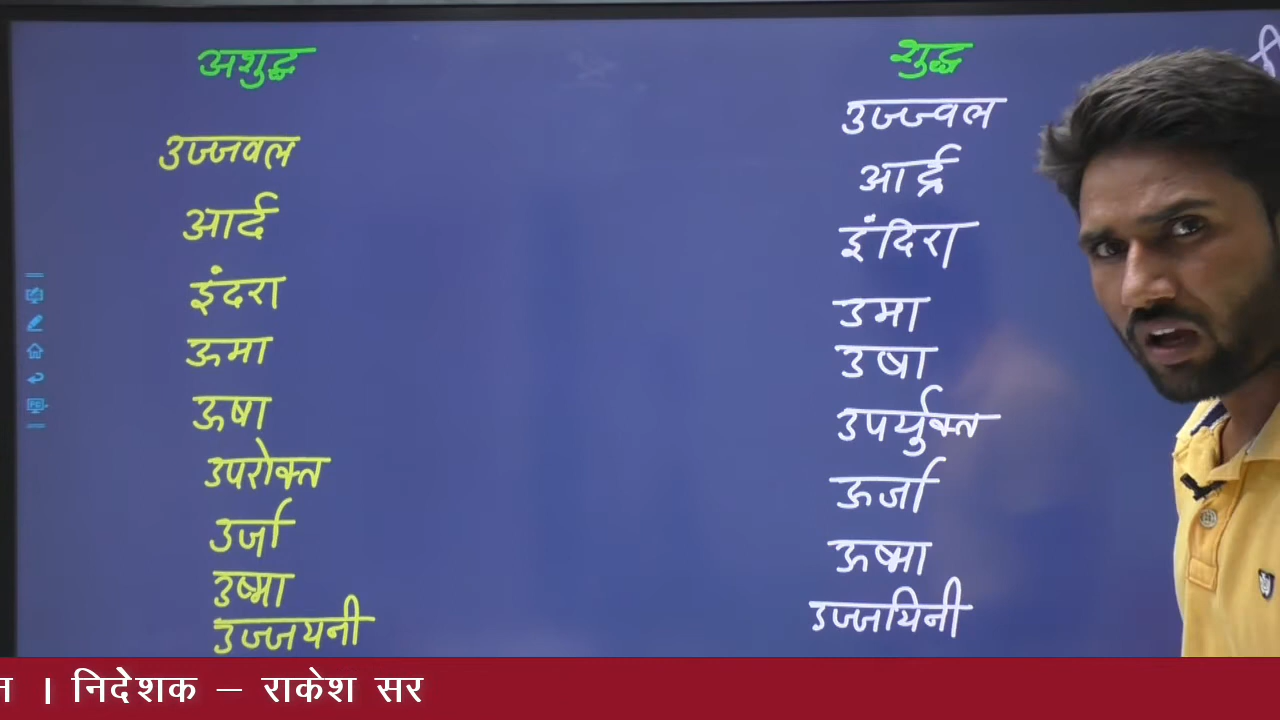 अशुद्ध शुद्ध
उज्जवल उज्ज्वल
आर्द आर्द्र
इंदरा इंदिरा
ऊमा उमा
ऊषा उषा
उपरोक्त उपर्युक्त
उर्जा ऊर्जा
उष्मा ऊष्मा
उज्जयनी उज्जयिनी
। निदेशक – राकेश सर